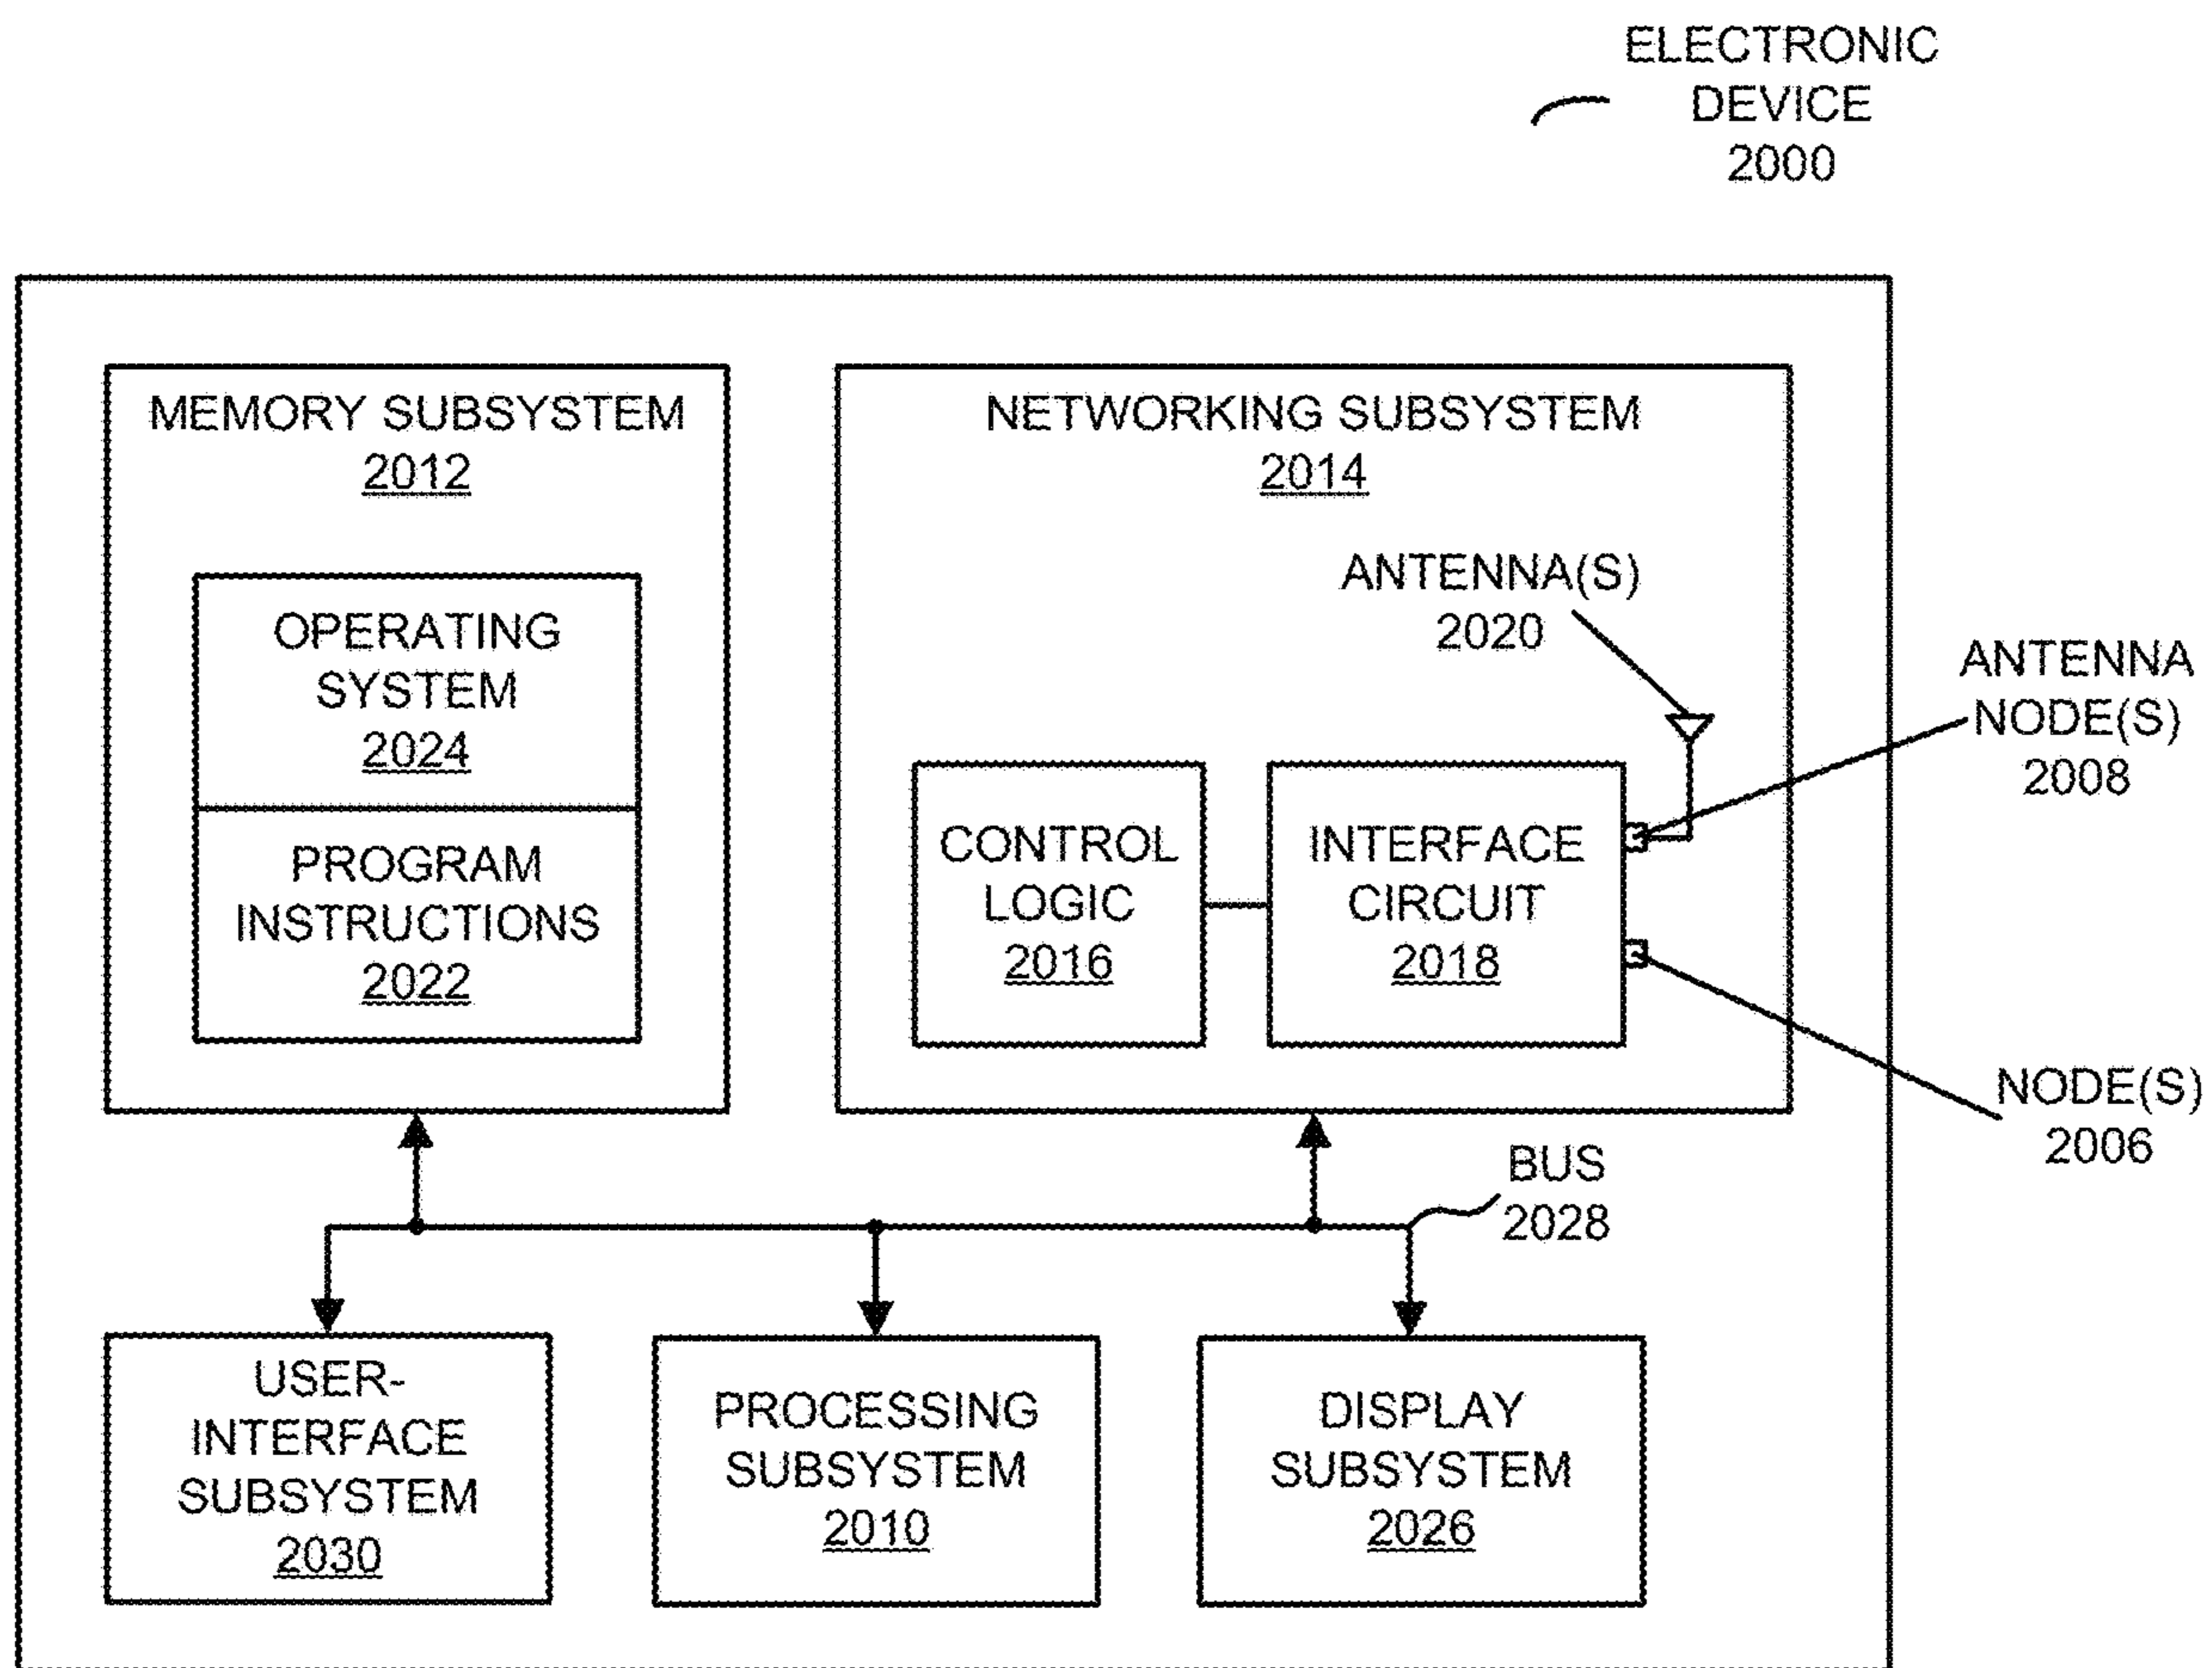 ELECTRONIC
DEVICE
2000
MEMORY SUBSYSTEM
2012
OPERATING
SYSTEM
2024
PROGRAM
INSTRUCTIONS
2022
NETWORKING SUBSYSTEM
2014
ANTENNA(S)
2020
ANTENNA
NODE(S)
2008
CONTROL
LOGIC
2016
INTERFACE
CIRCUIT
2018
NODE(S)
2006
BUS
2028
USER-
INTERFACE
SUBSYSTEM
2030
PROCESSING
SUBSYSTEM
2010
DISPLAY
SUBSYSTEM
2026